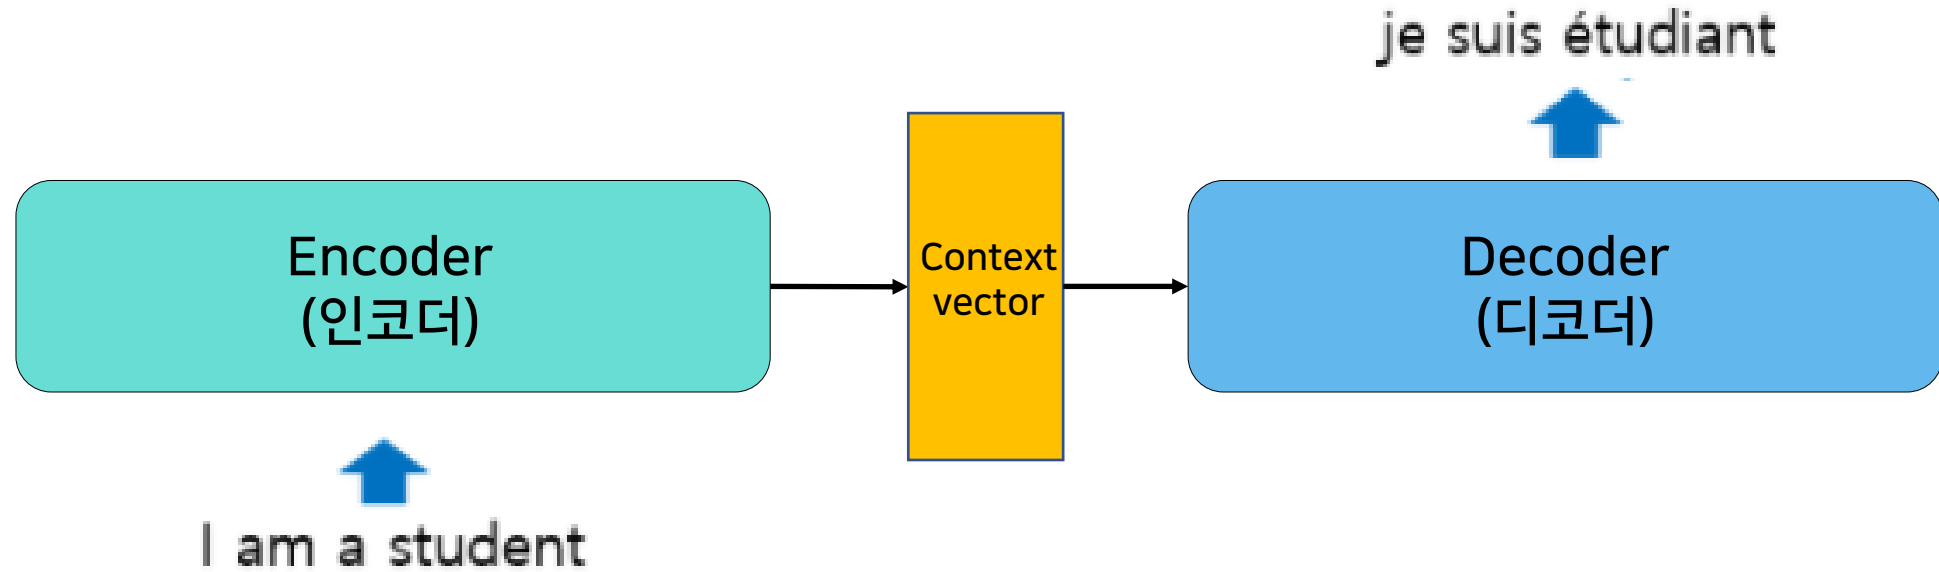 je suis étudiant
Encoder
(인코더)
Context
vector
Decoder
(디코더)
I am a student